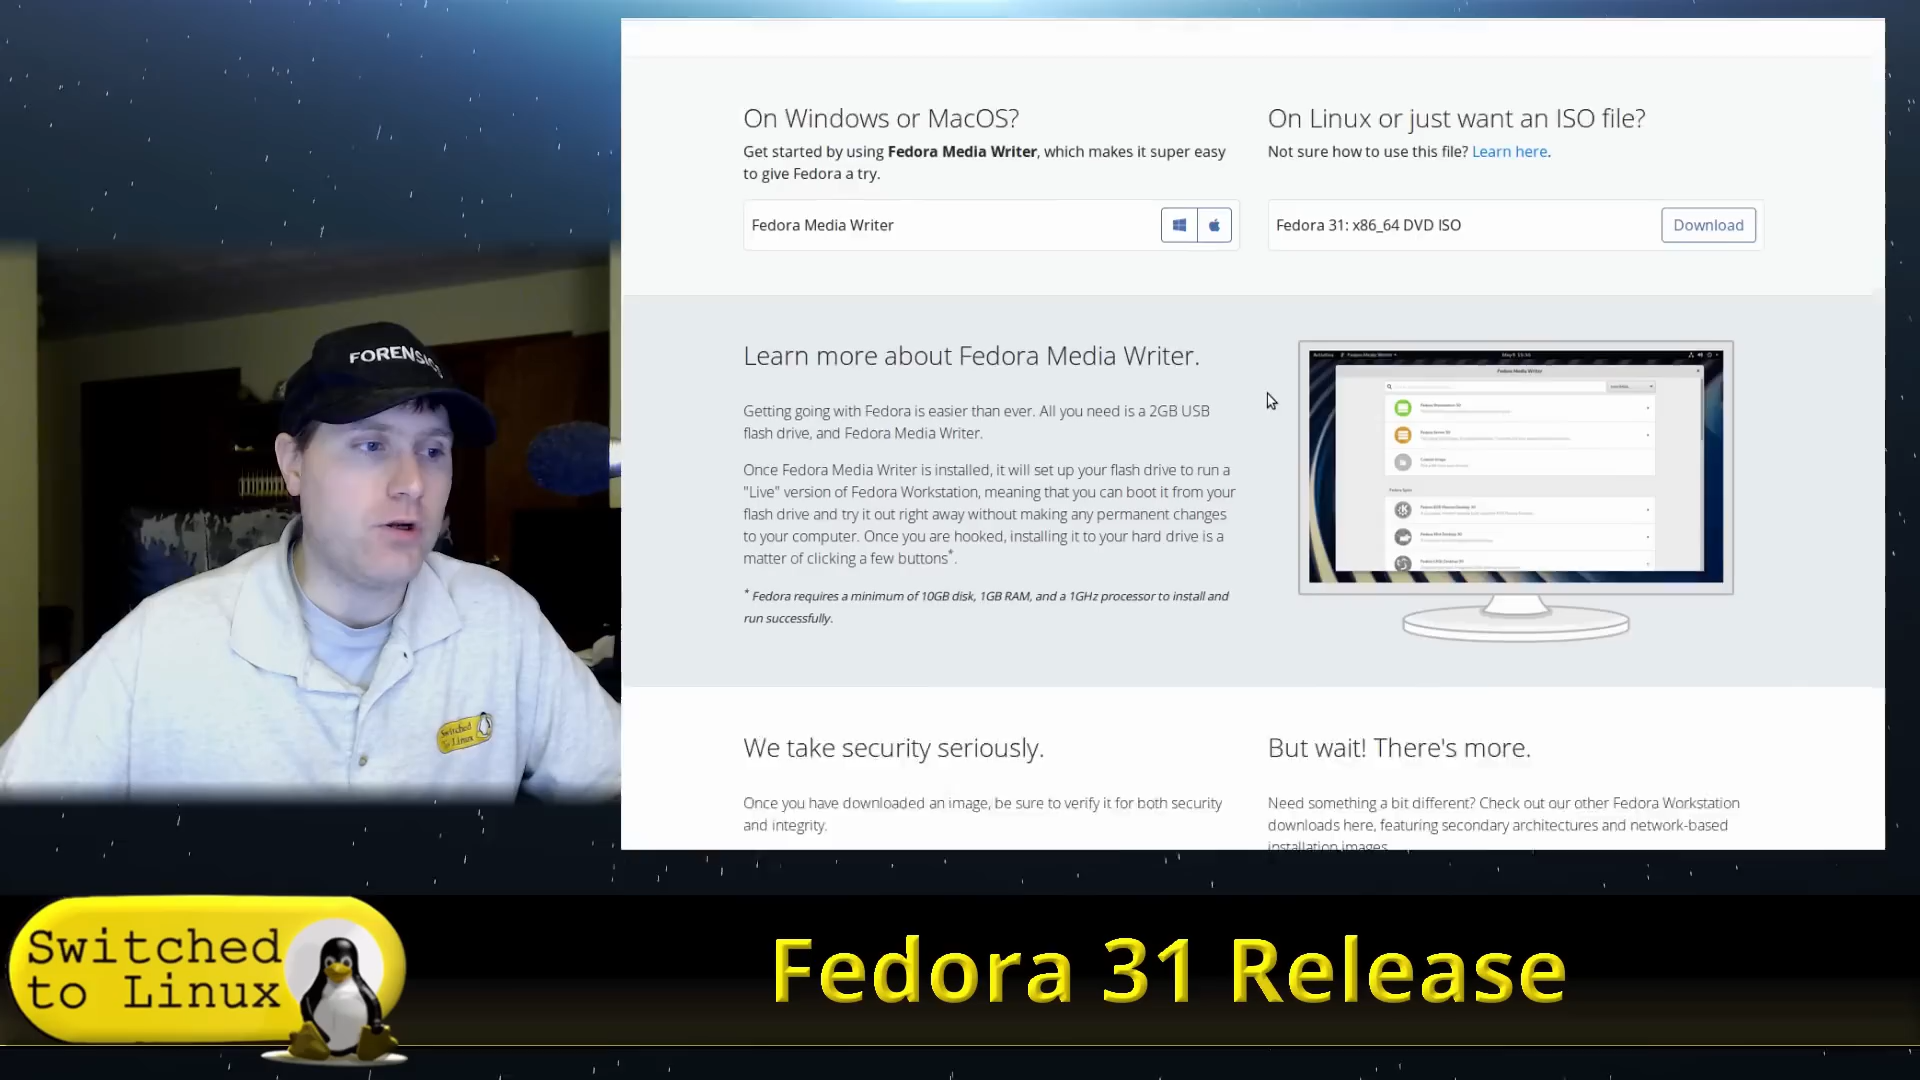 On Windows or MacOS?
Get started by using Fedora Media Writer, which makes it super easy
to give Fedora a try.
Fedora Media Writer
On Linux or just want an ISO file?
Not sure how to use this file? Learn here.
Fedora 31: x86_64 DVD ISO
Download
Learn more about Fedora Media Writer.
Getting going with Fedora is easier than ever. All you need is a 2GB USB
flash drive, and Fedora Media Writer.
Once Fedora Media Writer is installed, it will set up your flash drive to run a
"Live" version of Fedora Workstation, meaning that you can boot it from your
flash drive and try it out right away without making any permanent changes
to your computer. Once you are hooked, installing it to your hard drive is a
matter of clicking a few buttons*.
* Fedora requires a minimum of 10GB disk, 1GB RAM, and a 1GHz processor to install and
run successfully.
Fedora Media Writer
We take security seriously.
Once you have downloaded an image, be sure to verify it for both security
and integrity.
But wait! There's more.
Need something a bit different? Check out our other Fedora Workstation
downloads here, featuring secondary architectures and network-based
installation images
FORENSIC
Switched
To Linux
Switched
to Linux
Fedora 31 Release